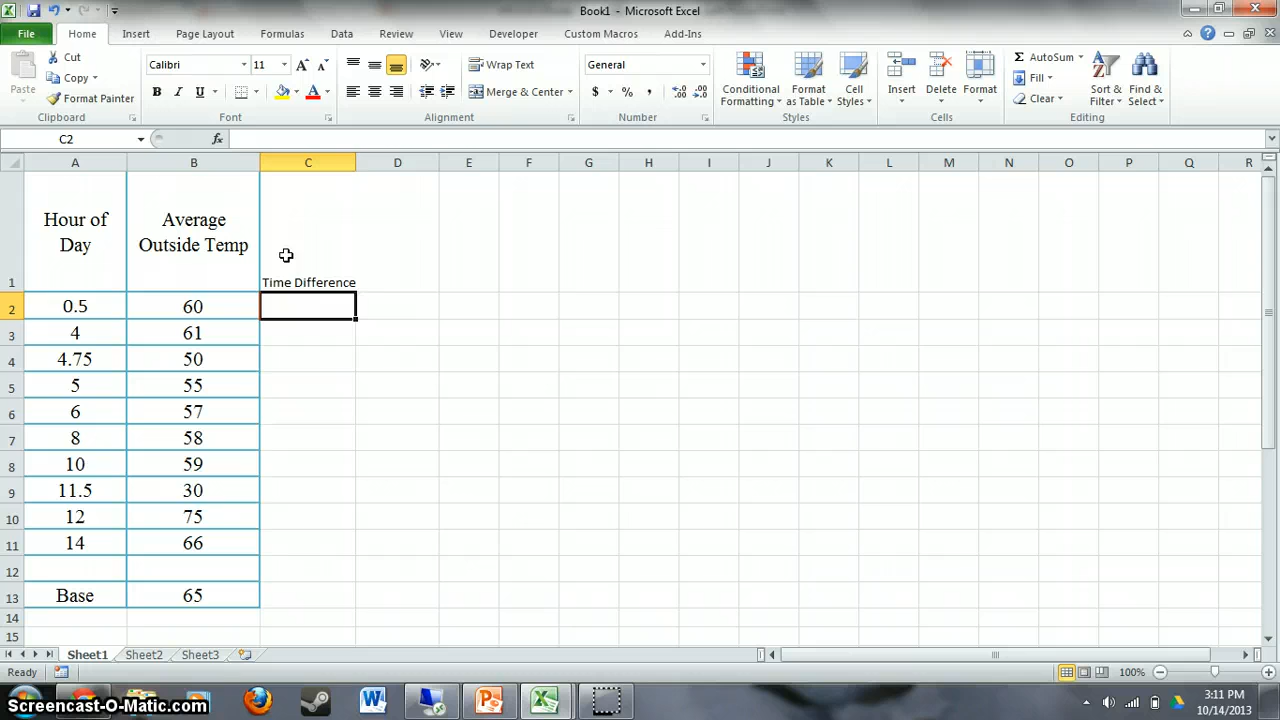 Book1 - Microsoft Excel
File Home Insert Page Layout Formulas Data Review View Developer Custom Macros Add-Ins
Cut Calibri 11 Wrap Text General AutoSum
Copy Fill
Format Painter Merge & Center Clear
Paste Conditional Formatting Format as Table Cell Styles Insert Delete Format Sort & Filter Find & Select
Clipboard Font Alignment Number Styles Cells Editing
C2 fx
A B C D E F G H I J K L M N O P Q R
Hour of Average
Day Outside Temp
1 Time Difference
2 0.5 60
3 4 61
4 4.75 50
5 5 55
6 6 57
7 8 58
8 10 59
9 11.5 30
10 12 75
11 14 66
12
13 Base 65
14
15
Sheet1 Sheet2 Sheet3
Ready 100%
3:11 PM
10/14/2013
Screencast-O-Matic.com